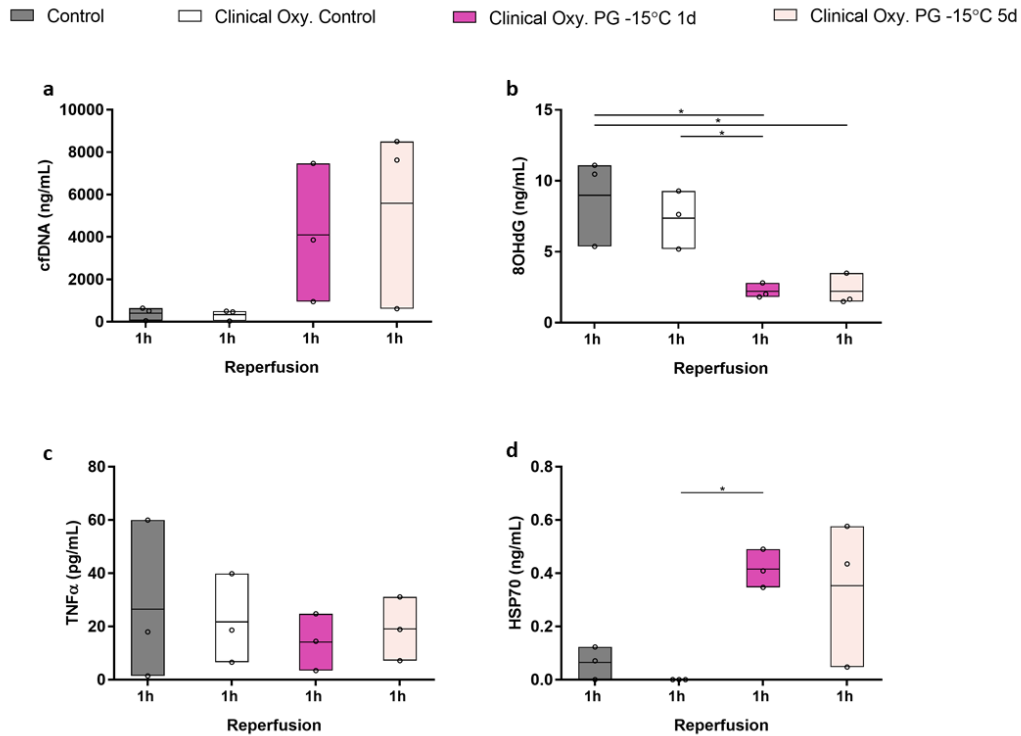 Control
Clinical Oxy. Control
Clinical Oxy. PG -15°C 1d
Clinical Oxy. PG -15°C 5d
a
cfDNA (ng/mL)
10000
8000
6000
4000
2000
0
1h 1h 1h 1h
Reperfusion
b
8OHdG (ng/mL)
15
10
5
0
* * *
1h 1h 1h 1h
Reperfusion
c
TNFα (pg/mL)
80
60
40
20
0
1h 1h 1h 1h
Reperfusion
d
HSP70 (ng/mL)
0.8
0.6
0.4
0.2
0.0
*
1h 1h 1h 1h
Reperfusion